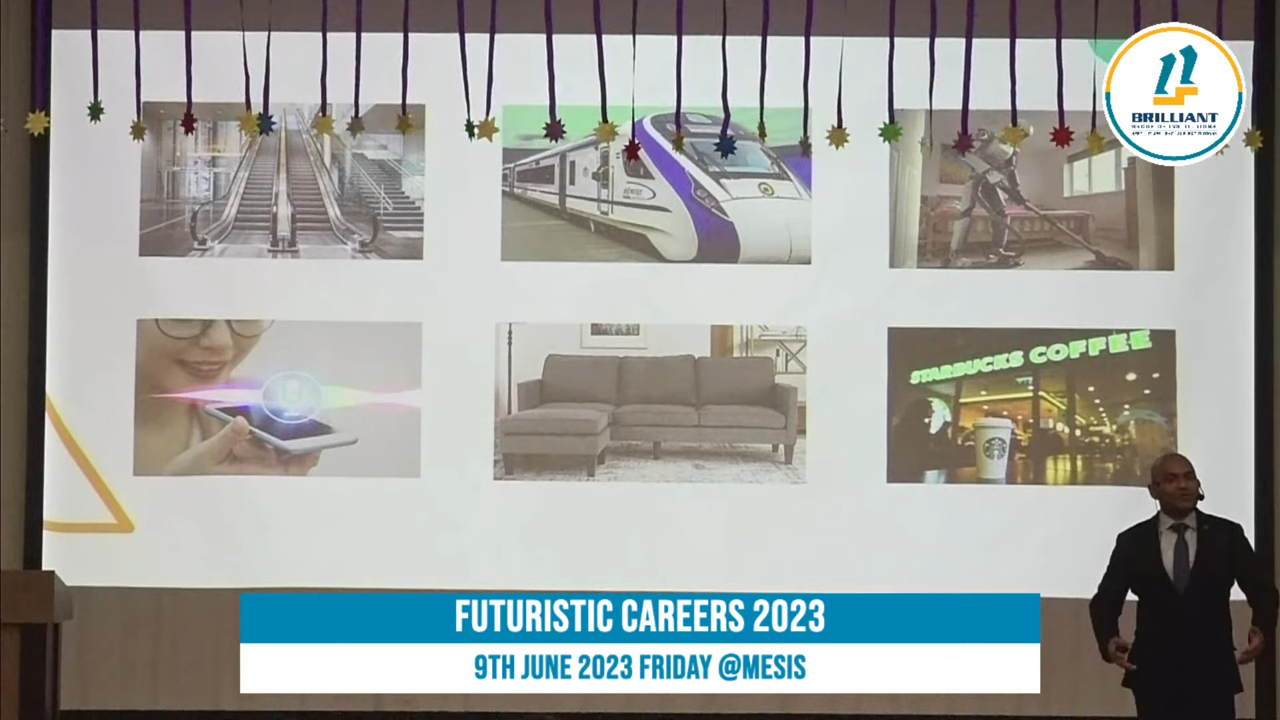 BRILLIANT
STARBUCKS COFFEE
FUTURISTIC CAREERS 2023
9TH JUNE 2023 FRIDAY @MESIS